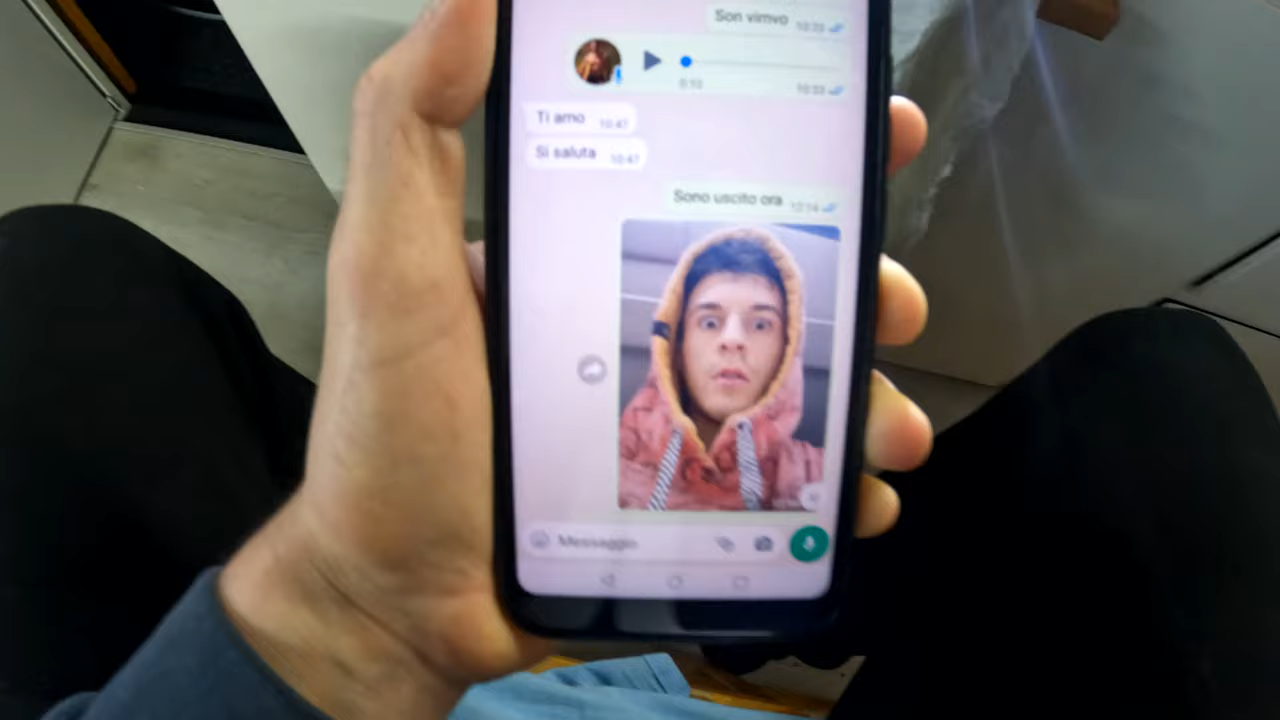 Son vimvo 10:33
0:10 10:33
Ti amo 10:47
Si saluta 10:47
Sono uscito ora 12:14
Messaggio